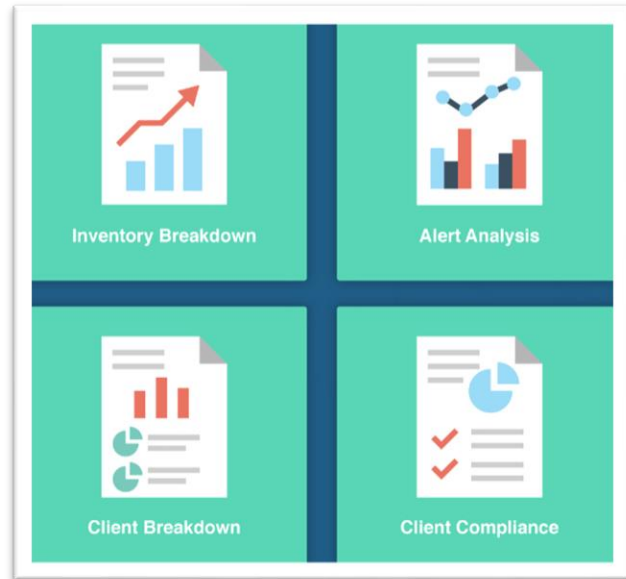 Inventory Breakdown
Alert Analysis
Client Breakdown
Client Compliance